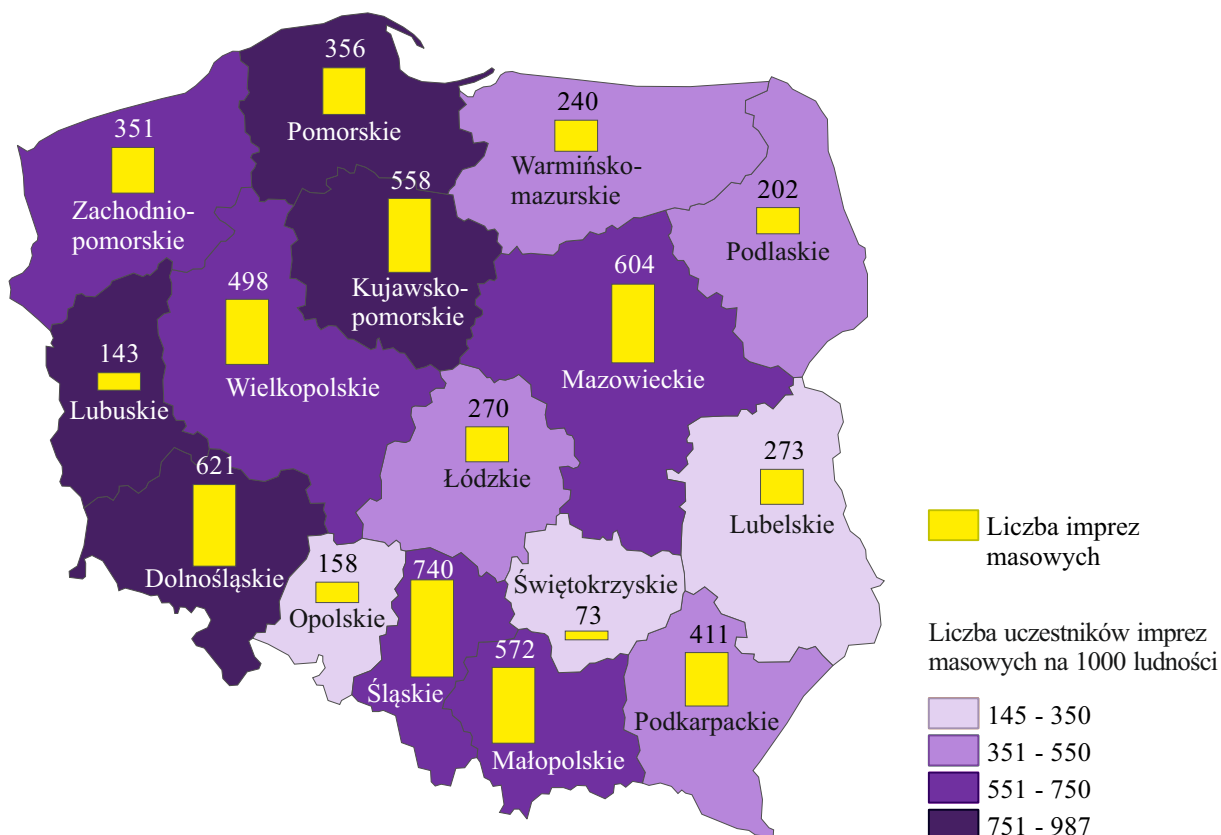 356
Pomorskie
240
Warmińsko-
mazurskie
351
Zachodnio-
pomorskie
558
Kujawsko-
pomorskie
202
Podlaskie
498
Wielkopolskie
604
Mazowieckie
143
Lubuskie
270
Łódzkie
273
Lubelskie
621
Dolnośląskie
158
Opolskie
740
Śląskie
Świętokrzyskie
73
572
Małopolskie
411
Podkarpackie
Liczba imprez
masowych
Liczba uczestników imprez
masowych na 1000 ludności
145 - 350
351 - 550
551 - 750
751 - 987